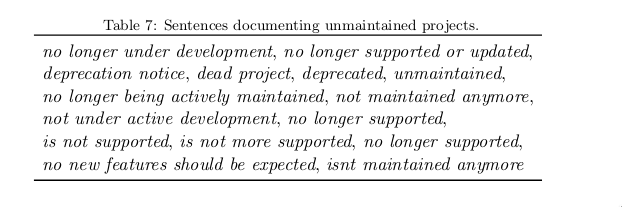 Table 7: Sentences documenting unmaintained projects.
no longer under development, no longer supported or updated,
deprecation notice, dead project, deprecated, unmaintained,
no longer being actively maintained, not maintained anymore,
not under active development, no longer supported,
is not supported, is not more supported, no longer supported,
no new features should be expected, isnt maintained anymore